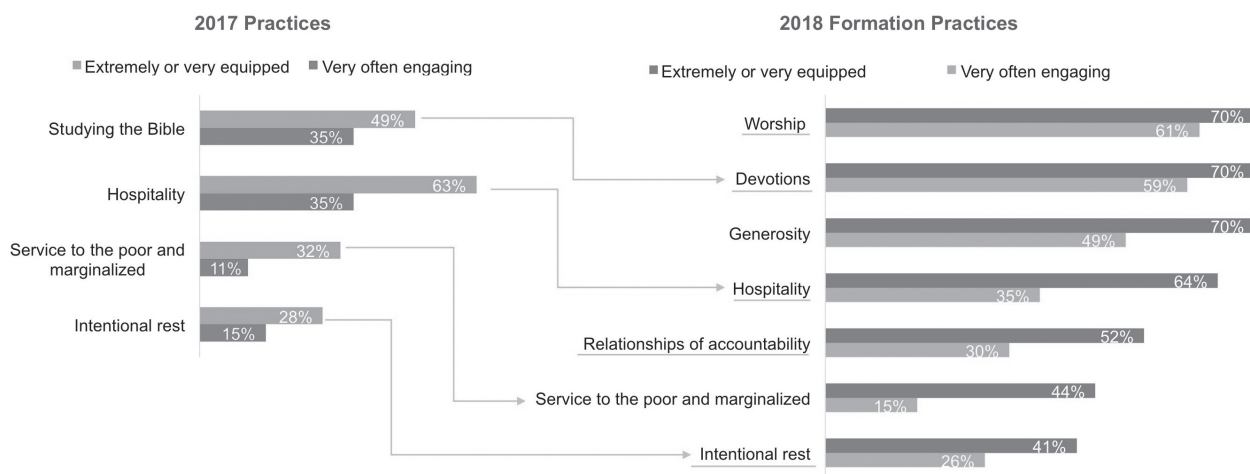 2017 Practices
Extremely or very equipped
Very often engaging
Studying the Bible
49%
35%
Hospitality
63%
35%
Service to the poor and
marginalized
32%
11%
Intentional rest
28%
15%
2018 Formation Practices
Extremely or very equipped
Very often engaging
Worship
70%
61%
Devotions
70%
59%
Generosity
70%
49%
Hospitality
64%
35%
Relationships of accountability
52%
30%
Service to the poor and marginalized
44%
15%
Intentional rest
41%
26%